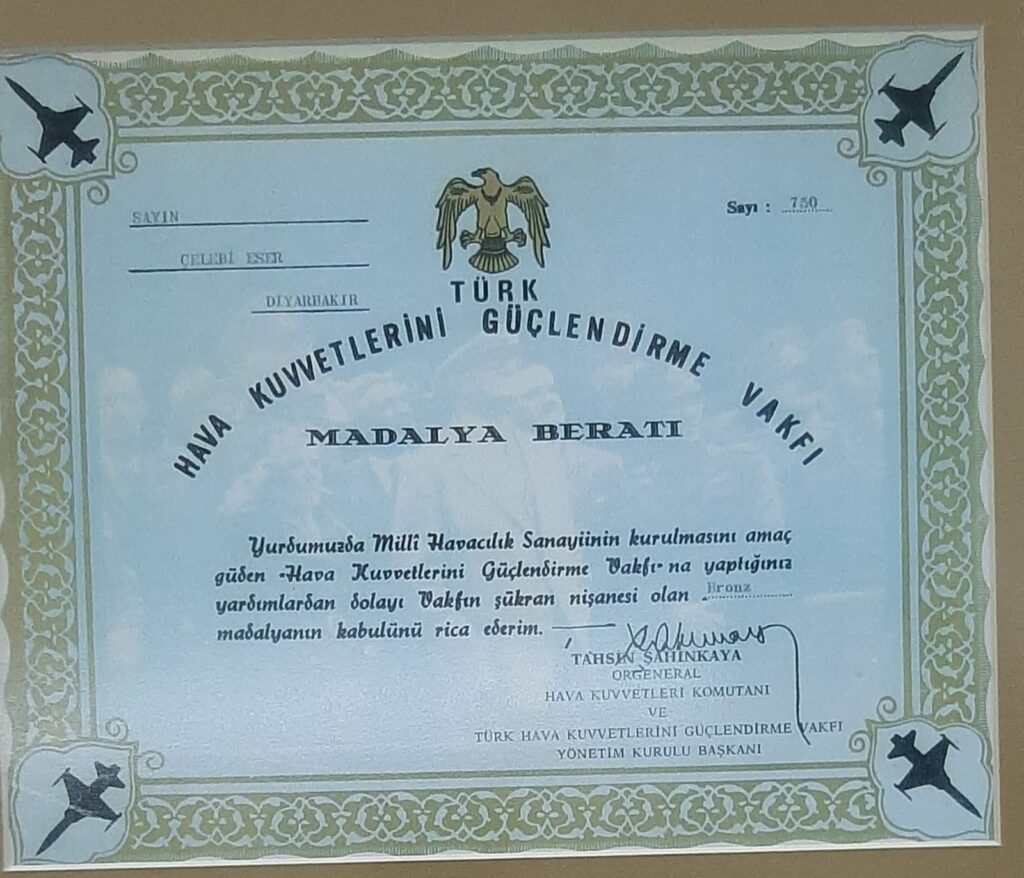 SAYIN
ÇELEBİ ESER
DİYARBAKIR
Sayı : 750
TÜRK
HAVA KUVVETLERİNİ GÜÇLENDİRME VAKFI
MADALYA BERATI
Yurdumuzda Millî Havacılık Sanayiinin kurulmasını amaç
güden «Hava Kuvvetlerini Güçlendirme Vakfı» na yaptığınız
yardımlardan dolayı Vakfın şükran nişanesi olan Bronz
madalyanın kabulünü rica ederim.
TAHSİN ŞAHİNKAYA
ORGENERAL
HAVA KUVVETLERİ KOMUTANI
VE
TÜRK HAVA KUVVETLERİNİ GÜÇLENDİRME VAKFI
YÖNETİM KURULU BAŞKANI